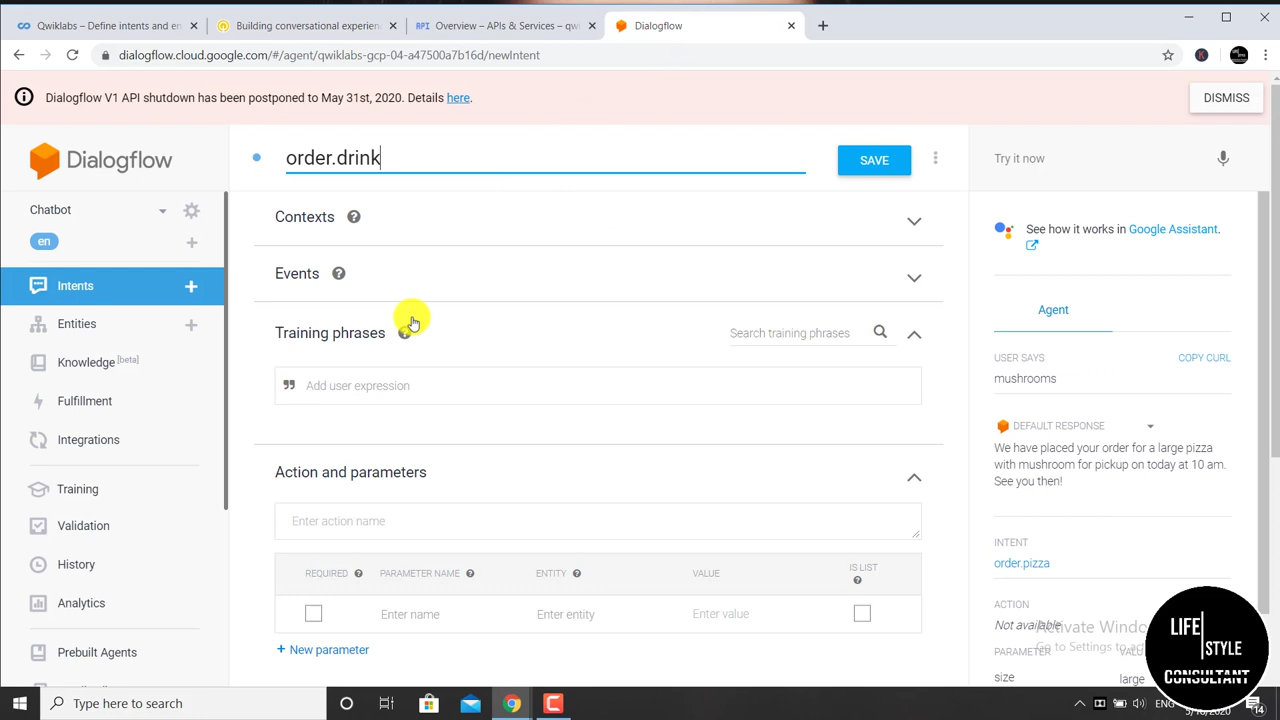 Qwiklabs – Define intents and en
Building conversational experien
API Overview – APIs & Services – qw
Dialogflow
dialogflow.cloud.google.com/#/agent/qwiklabs-gcp-04-a47500a7b16d/newIntent
K
Dialogflow V1 API shutdown has been postponed to May 31st, 2020. Details here.
DISMISS
Dialogflow
order.drink
SAVE
Try it now
Chatbot
en
Contexts
See how it works in Google Assistant.
Intents
Events
Agent
Entities
Training phrases
Search training phrases
Knowledge [beta]
USER SAYS
COPY CURL
mushrooms
Add user expression
Fulfillment
DEFAULT RESPONSE
Integrations
We have placed your order for a large pizza
with mushroom for pickup on today at 10 am.
See you then!
Action and parameters
Training
Enter action name
Validation
INTENT
order.pizza
History
REQUIRED
PARAMETER NAME
ENTITY
VALUE
IS LIST
Analytics
Enter name
Enter entity
Enter value
ACTION
Not available
Prebuilt Agents
New parameter
PARAMETER
size
large
LIFE
STYLE
CONSULTANT
Type here to search
14